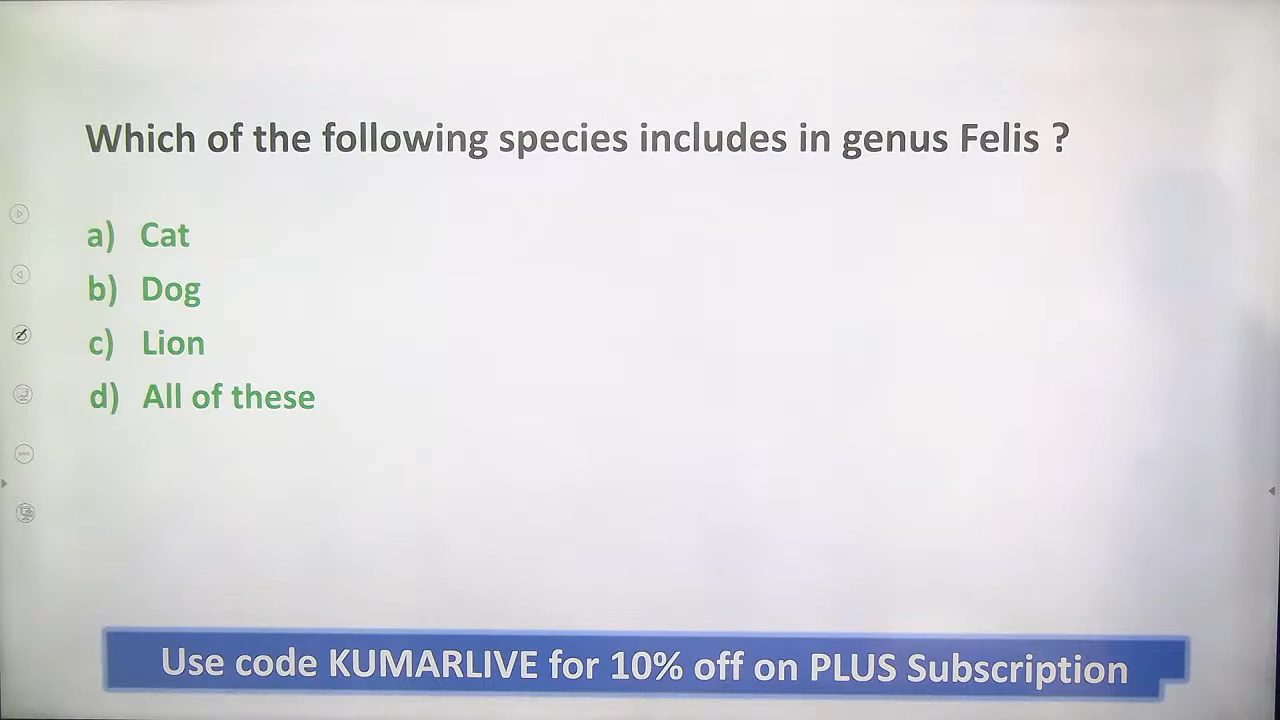 Which of the following species includes in genus Felis ?
a) Cat
b) Dog
c) Lion
d) All of these
Use code KUMARLIVE for 10% off on PLUS Subscription